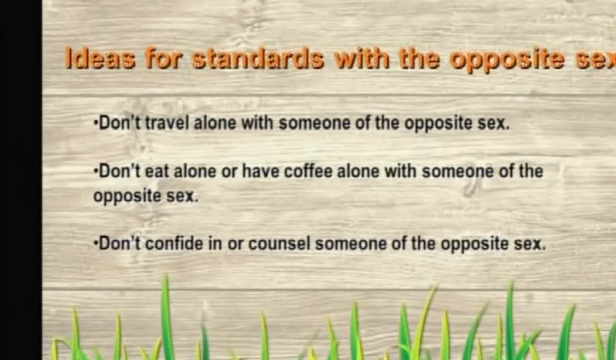 Ideas for standards with the opposite sex
•Don't travel alone with someone of the opposite sex.
•Don't eat alone or have coffee alone with someone of the
opposite sex.
•Don't confide in or counsel someone of the opposite sex.